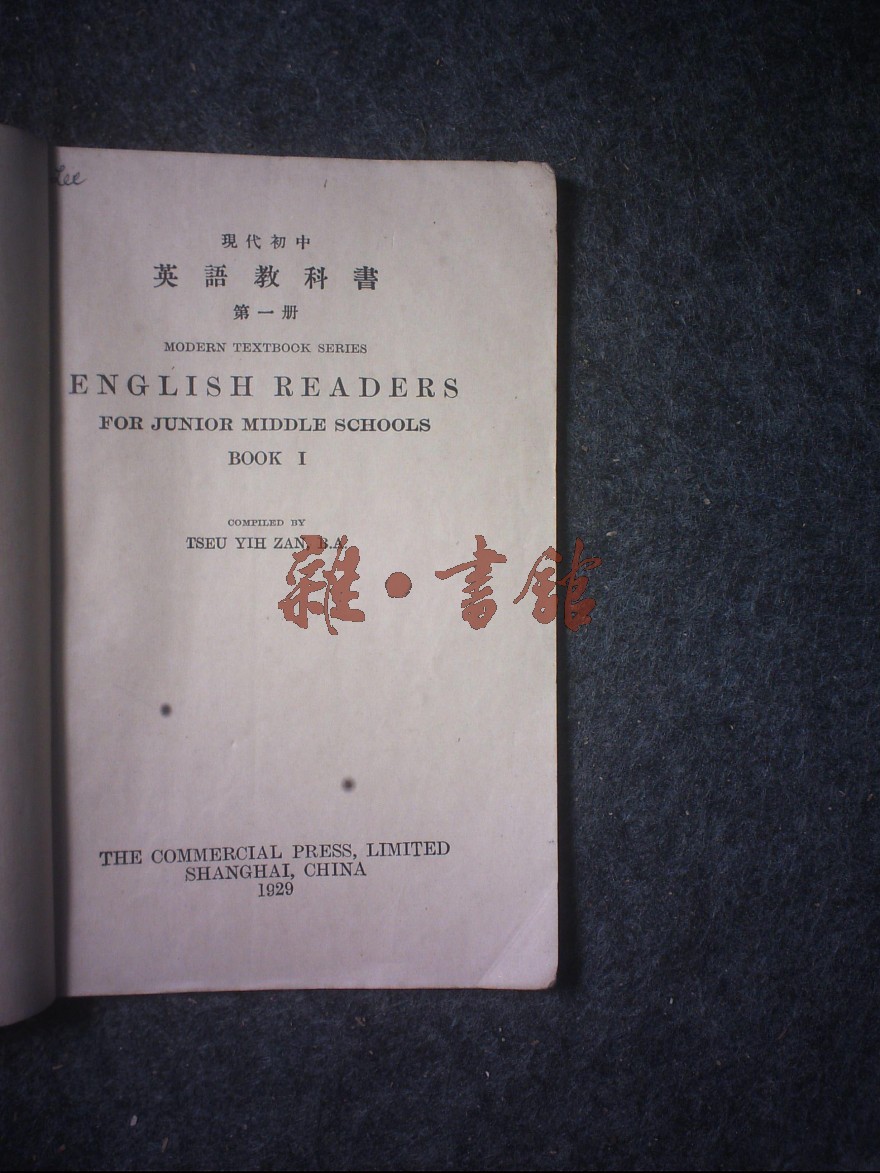 Lee
現代初中
英語教科書
第一册
MODERN TEXTBOOK SERIES
ENGLISH READERS
FOR JUNIOR MIDDLE SCHOOLS
BOOK I
COMPILED BY
TSEU YIH ZAN, B.A.
雜·書館
THE COMMERCIAL PRESS, LIMITED
SHANGHAI, CHINA
1929